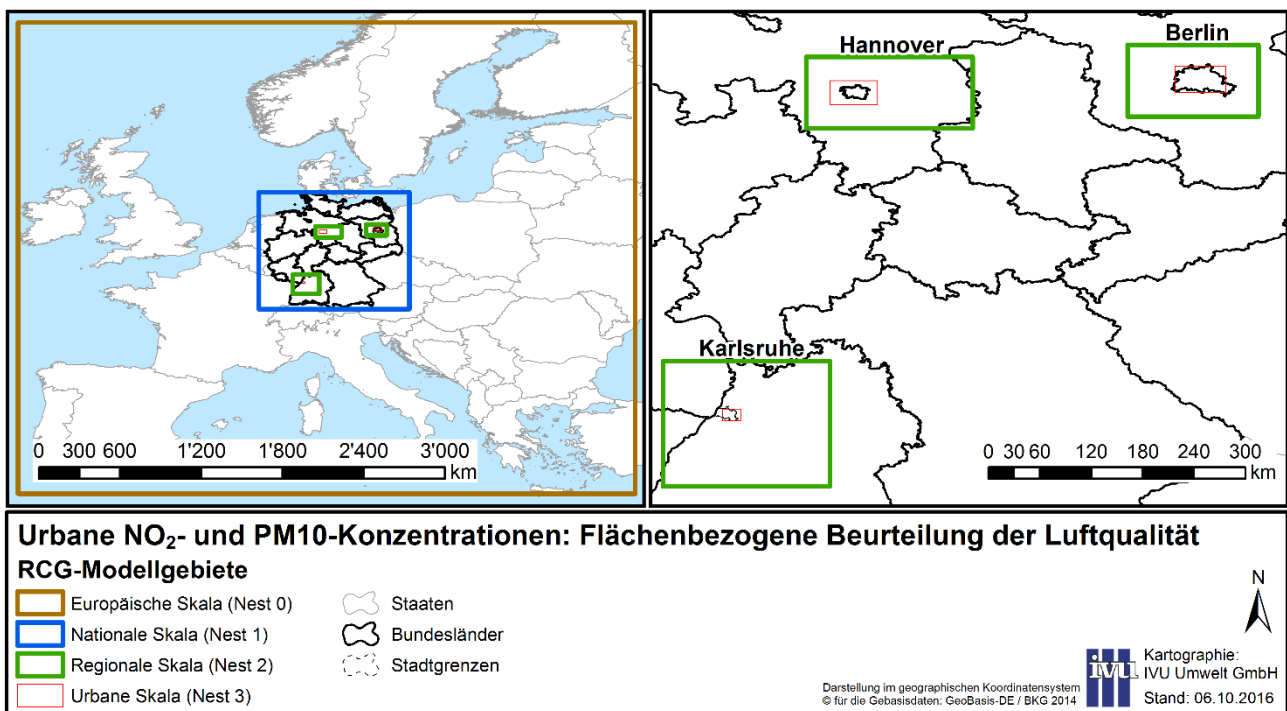 0 300 600 1'200 1'800 2'400 3'000
km
Hannover
Berlin
Karlsruhe
0 30 60 120 180 240 300
km
Urbane NO₂- und PM10-Konzentrationen: Flächenbezogene Beurteilung der Luftqualität
RCG-Modellgebiete
Europäische Skala (Nest 0)
Nationale Skala (Nest 1)
Regionale Skala (Nest 2)
Urbane Skala (Nest 3)
Staaten
Bundesländer
Stadtgrenzen
Darstellung im geographischen Koordinatensystem
© für die Gebasisdaten: GeoBasis-DE / BKG 2014
N
ivu
Kartographie:
IVU Umwelt GmbH
Stand: 06.10.2016